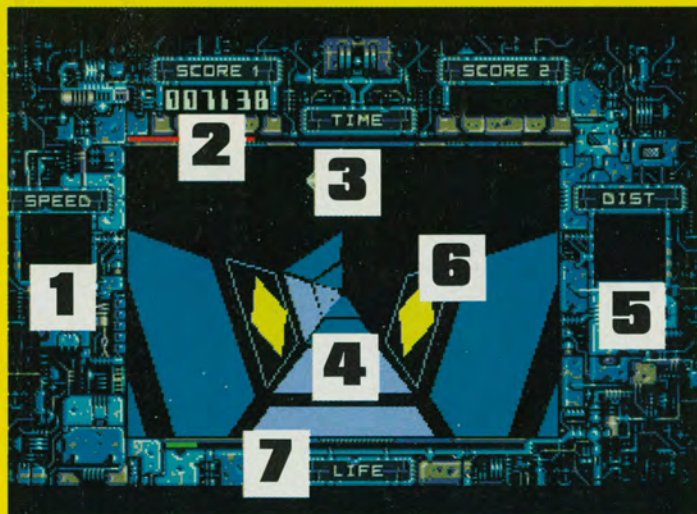 SCORE 1
SCORE 2
007138
TIME
2
3
SPEED
DIST
1
6
5
4
7
LIFE